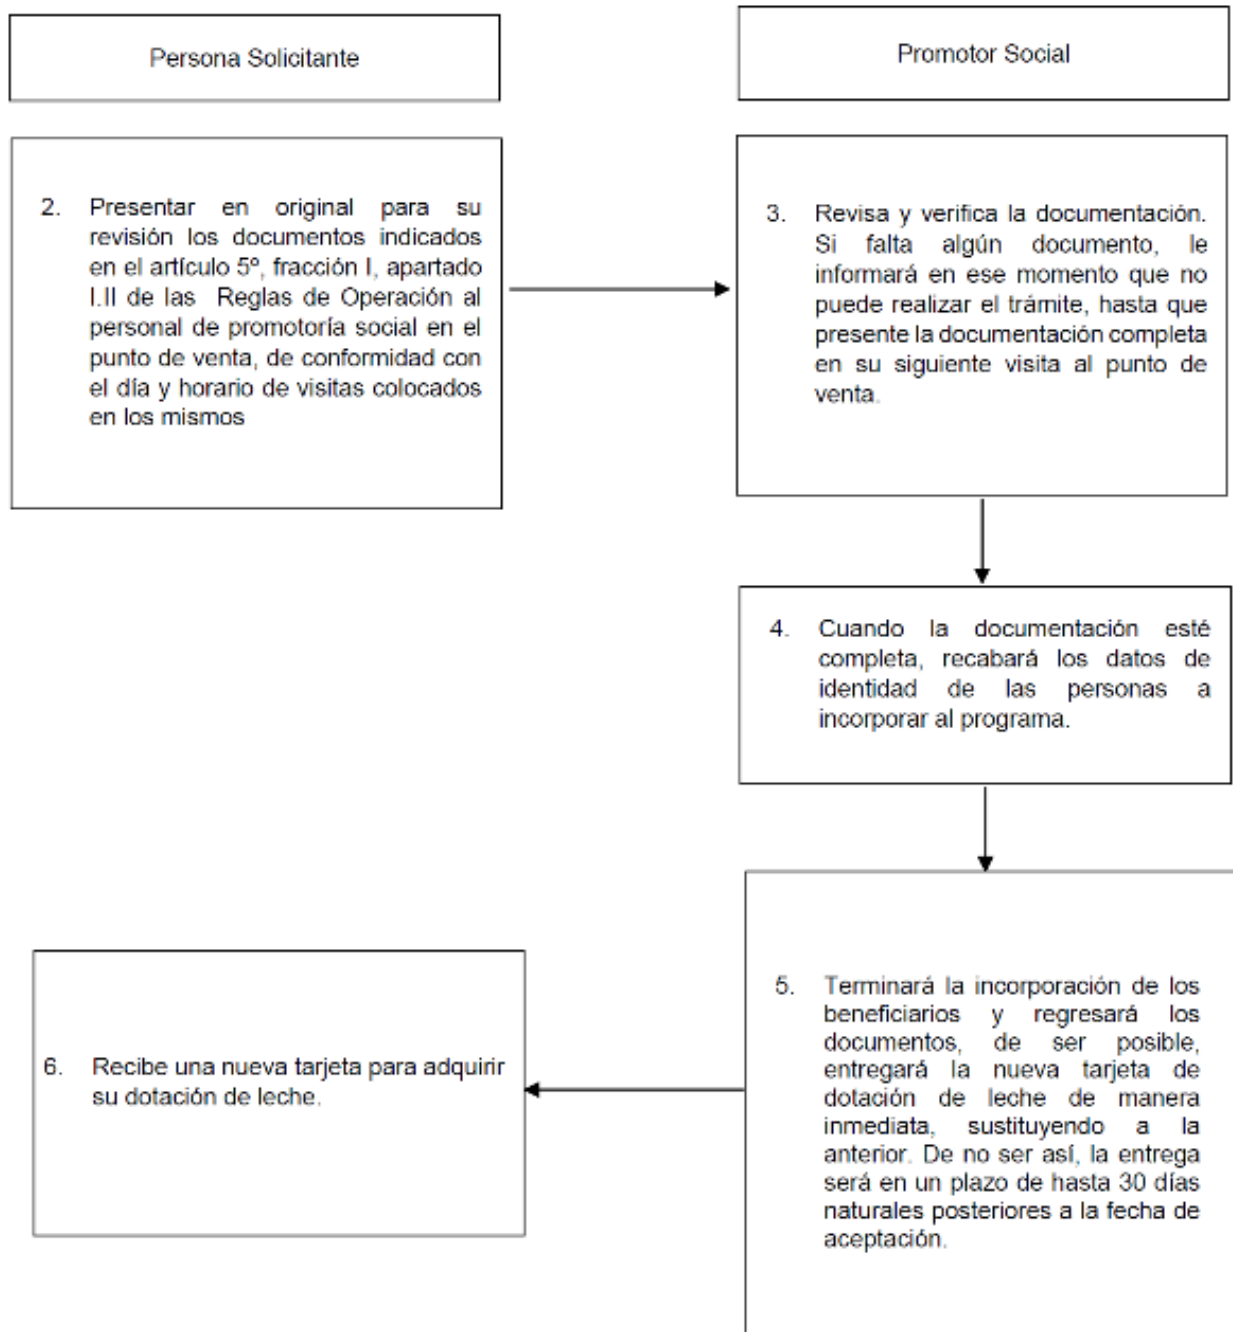 Persona Solicitante
Promotor Social
2. Presentar en original para su
revisión los documentos indicados
en el artículo 5º, fracción I, apartado
I.II de las Reglas de Operación al
personal de promotoría social en el
punto de venta, de conformidad con
el día y horario de visitas colocados
en los mismos
3. Revisa y verifica la documentación.
Si falta algún documento, le
informará en ese momento que no
puede realizar el trámite, hasta que
presente la documentación completa
en su siguiente visita al punto de
venta.
4. Cuando la documentación esté
completa, recabará los datos de
identidad de las personas a
incorporar al programa.
5. Terminará la incorporación de los
beneficiarios y regresará los
documentos, de ser posible,
entregará la nueva tarjeta de
dotación de leche de manera
inmediata, sustituyendo a la
anterior. De no ser así, la entrega
será en un plazo de hasta 30 días
naturales posteriores a la fecha de
aceptación.
6. Recibe una nueva tarjeta para adquirir
su dotación de leche.